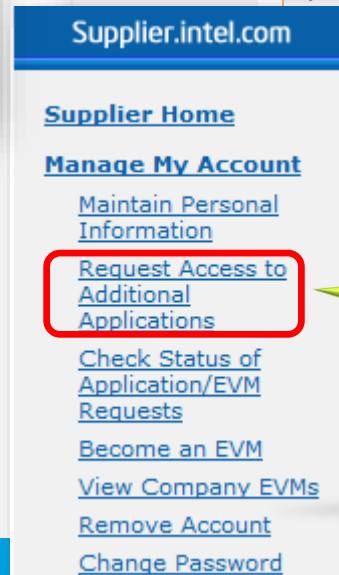 Supplier.intel.com
Supplier Home
Manage My Account
Maintain Personal
Information
Request Access to
Additional
Applications
Check Status of
Application/EVM
Requests
Become an EVM
View Company EVMs
Remove Account
Change Password